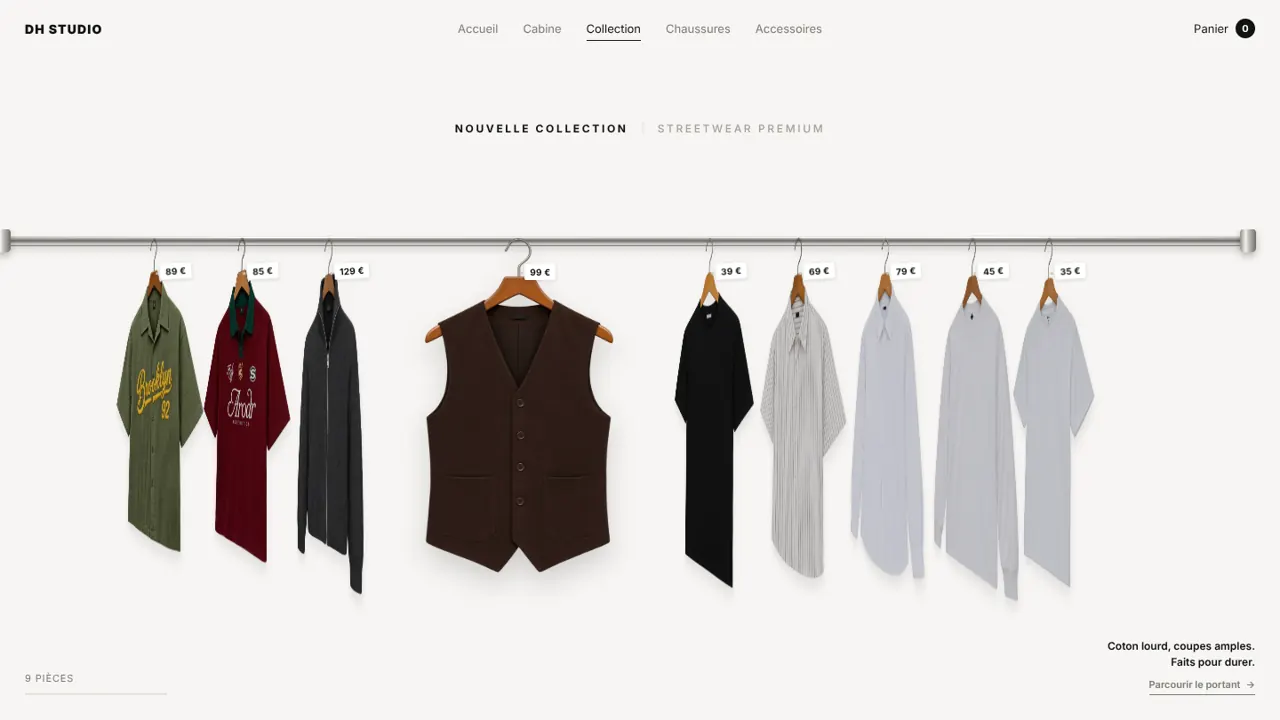 DH STUDIO
Accueil
Cabine
Collection
Chaussures
Accessoires
Panier 0
NOUVELLE COLLECTION
STREETWEAR PREMIUM
89 €
85 €
129 €
99 €
39 €
69 €
79 €
45 €
35 €
Brooklyn
92
S
Arodr
Coton lourd, coupes amples.
Faits pour durer.
9 PIÈCES
Parcourir le portant →